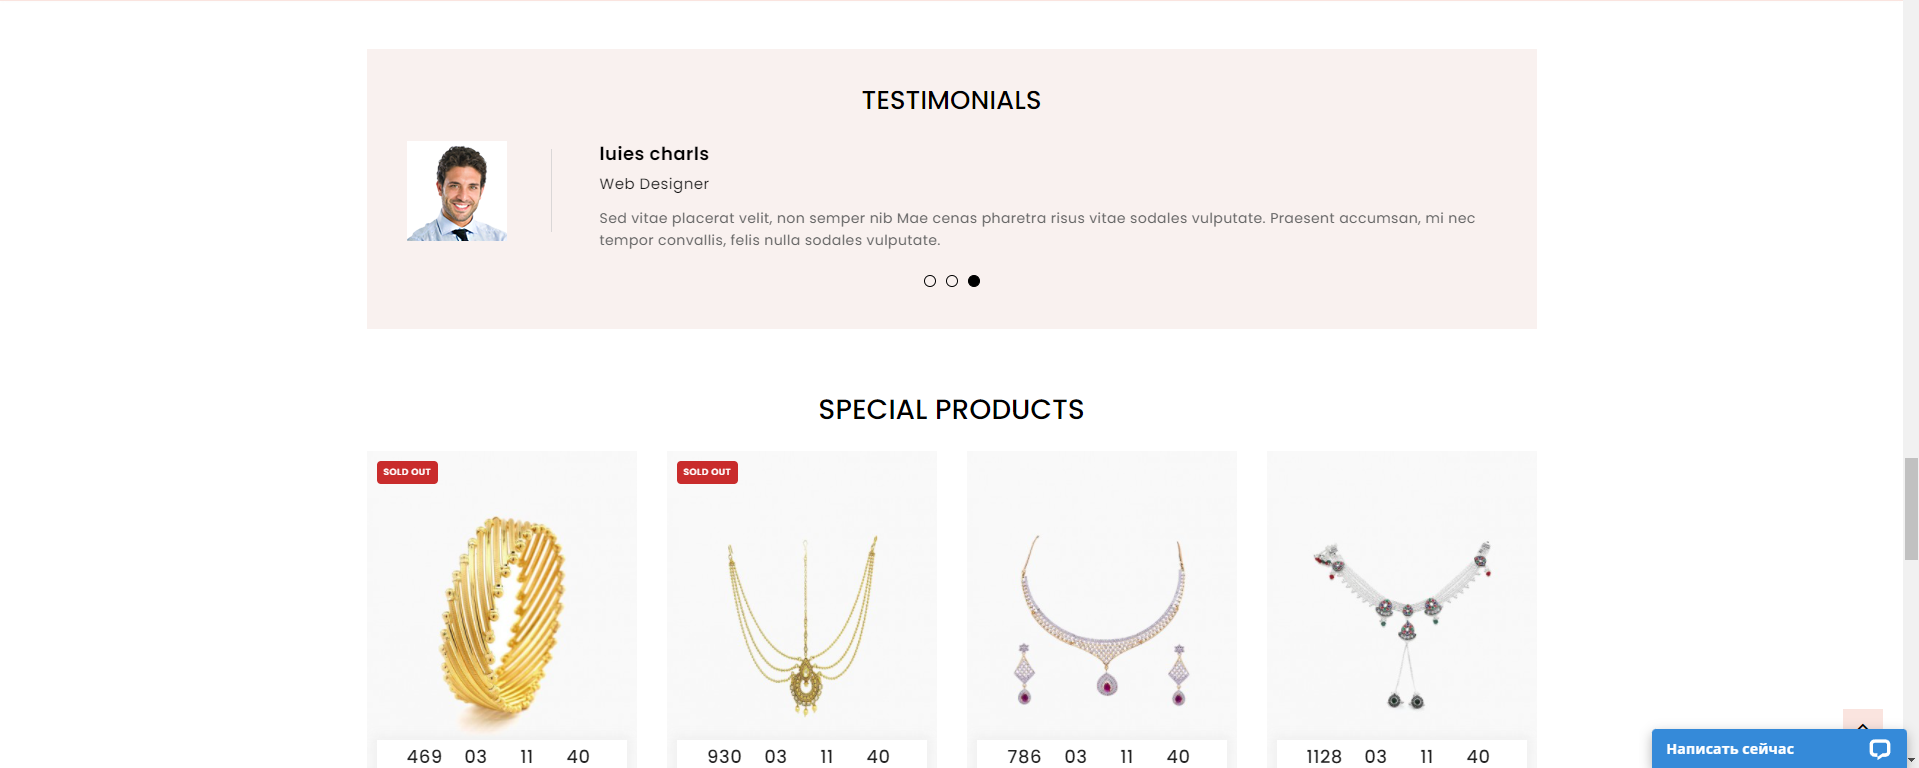 TESTIMONIALS
luies charls
Web Designer
Sed vitae placerat velit, non semper nib Mae cenas pharetra risus vitae sodales vulputate. Praesent accumsan, mi nec
tempor convallis, felis nulla sodales vulputate.
SPECIAL PRODUCTS
SOLD OUT
SOLD OUT
469 03 11 40
930 03 11 40
786 03 11 40
1128 03 11 40
Написать сейчас